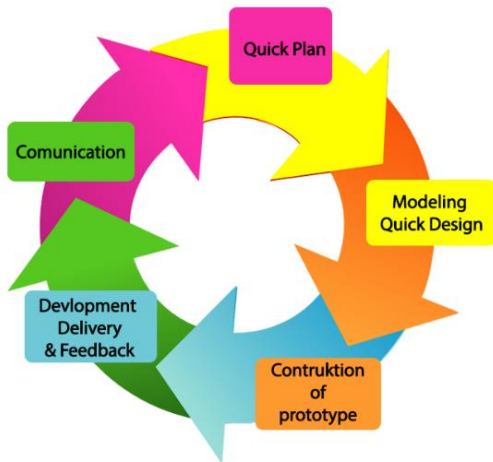 Quick Plan
Comunication
Modeling
Quick Design
Devlopment
Delivery
& Feedback
Contruktion
of
prototype